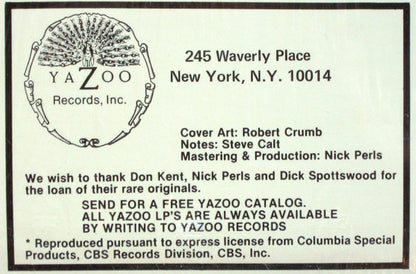 YAZOO
Records, Inc.
245 Waverly Place
New York, N.Y. 10014
Cover Art: Robert Crumb
Notes: Steve Calt
Mastering & Production: Nick Perls
We wish to thank Don Kent, Nick Perls and Dick Spottswood for
the loan of their rare originals.
SEND FOR A FREE YAZOO CATALOG.
ALL YAZOO LP'S ARE ALWAYS AVAILABLE
BY WRITING TO YAZOO RECORDS
* Reproduced pursuant to express license from Columbia Special
Products, CBS Records Division, CBS, Inc.